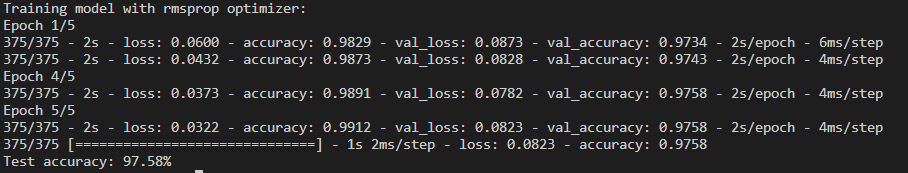 Training model with rmsprop optimizer:
Epoch 1/5
375/375 - 2s - loss: 0.0600 - accuracy: 0.9829 - val_loss: 0.0873 - val_accuracy: 0.9734 - 2s/epoch - 6ms/step
375/375 - 2s - loss: 0.0432 - accuracy: 0.9873 - val_loss: 0.0828 - val_accuracy: 0.9743 - 2s/epoch - 4ms/step
Epoch 4/5
375/375 - 2s - loss: 0.0373 - accuracy: 0.9891 - val_loss: 0.0782 - val_accuracy: 0.9758 - 2s/epoch - 4ms/step
Epoch 5/5
375/375 - 2s - loss: 0.0322 - accuracy: 0.9912 - val_loss: 0.0823 - val_accuracy: 0.9758 - 2s/epoch - 4ms/step
375/375 [==============================] - 1s 2ms/step - loss: 0.0823 - accuracy: 0.9758
Test accuracy: 97.58%